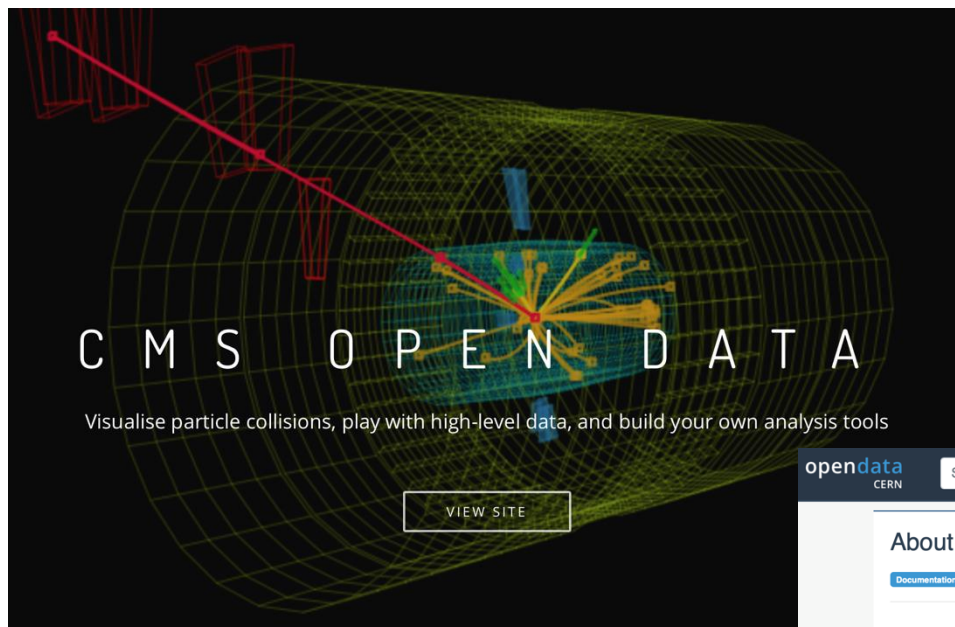 CMS OPEN DATA
Visualise particle collisions, play with high-level data, and build your own analysis tools
VIEW SITE
opendata
CERN
About
Documentation